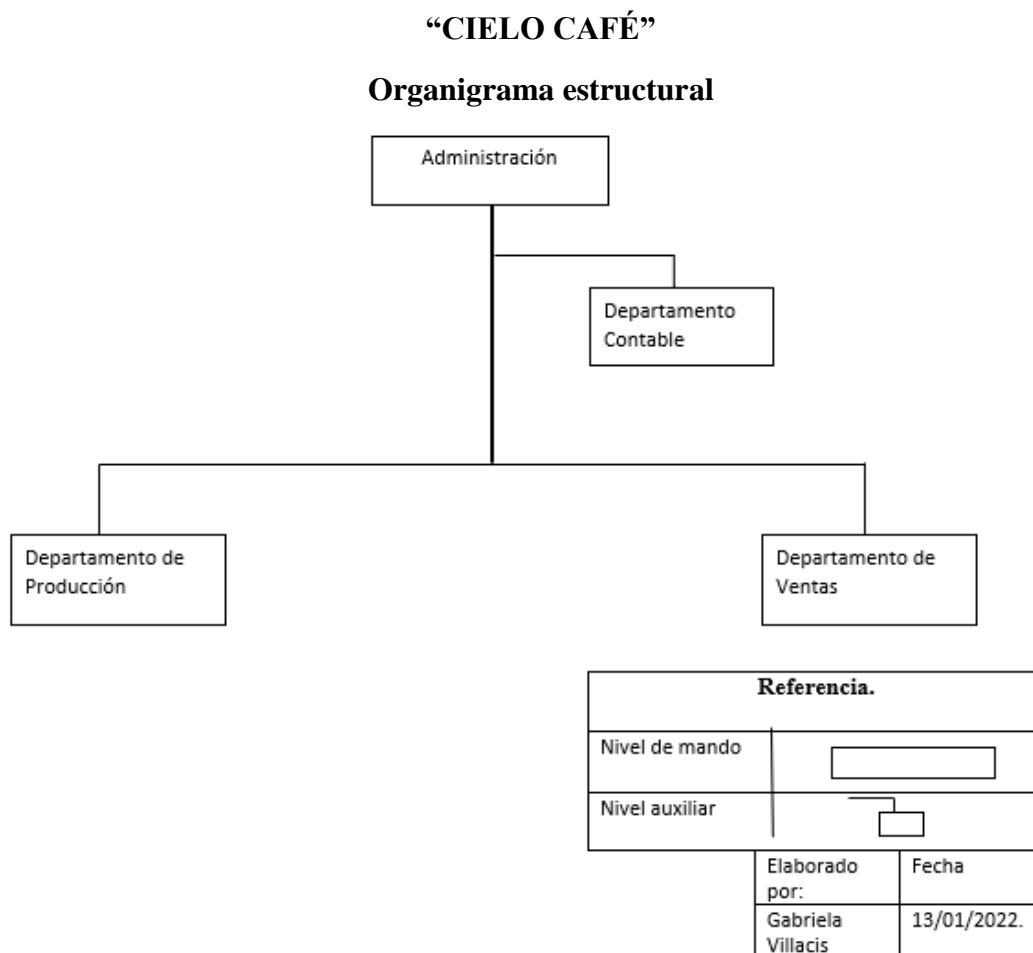 “CIELO CAFÉ”
Organigrama estructural
Administración
Departamento
Contable
Departamento de
Producción
Departamento de
Ventas
Referencia.
Nivel de mando
Nivel auxiliar
Elaborado
por:
Fecha
Gabriela
Villacis
13/01/2022.